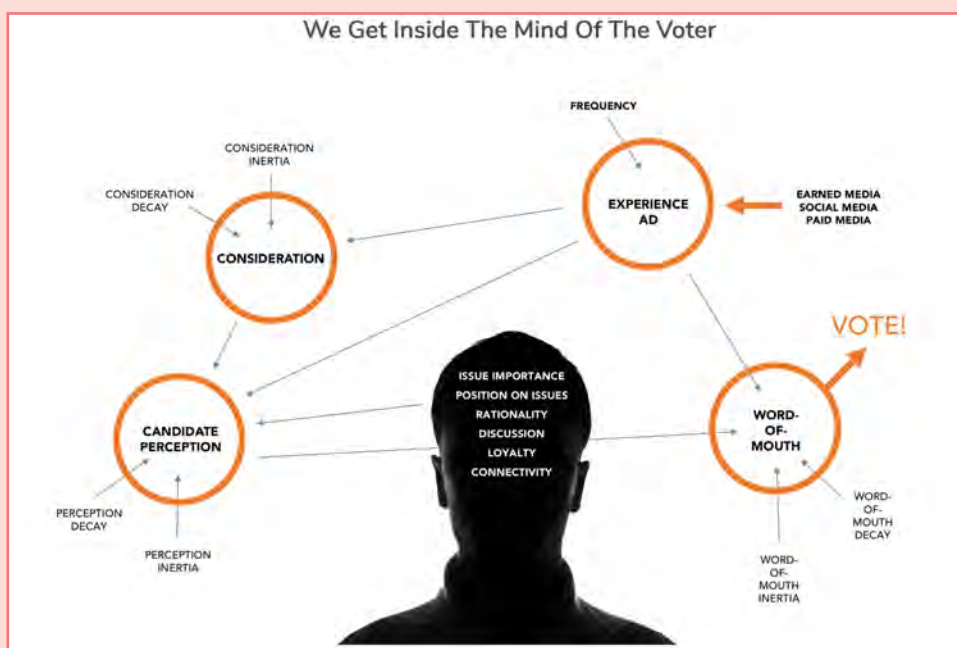 We Get Inside The Mind Of The Voter
FREQUENCY
CONSIDERATION
INERTIA
CONSIDERATION
DECAY
EXPERIENCE
AD
EARNED MEDIA
SOCIAL MEDIA
PAID MEDIA
CONSIDERATION
VOTE!
ISSUE IMPORTANCE
POSITION ON ISSUES
RATIONALITY
DISCUSSION
LOYALTY
CONNECTIVITY
CANDIDATE
PERCEPTION
WORD-
OF-
MOUTH
PERCEPTION
DECAY
PERCEPTION
INERTIA
WORD-
OF-
MOUTH
DECAY
WORD-
OF-
MOUTH
INERTIA